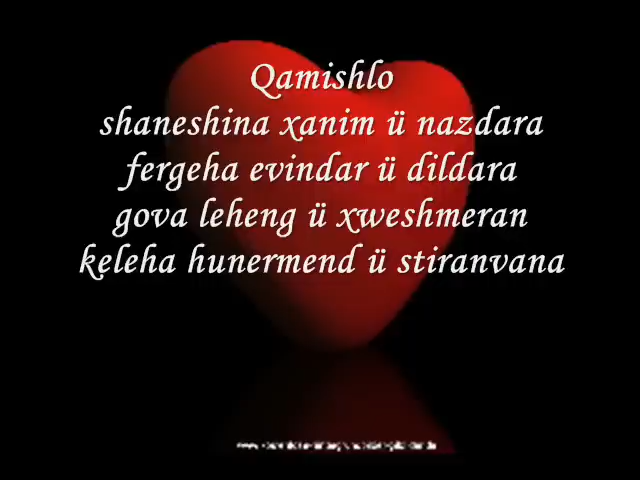 Qamishlo
shaneshina xanim ü nazdara
fergeha evindar ü dildara
gova leheng ü xweshmeran
keleha hunermend ü stiranvana